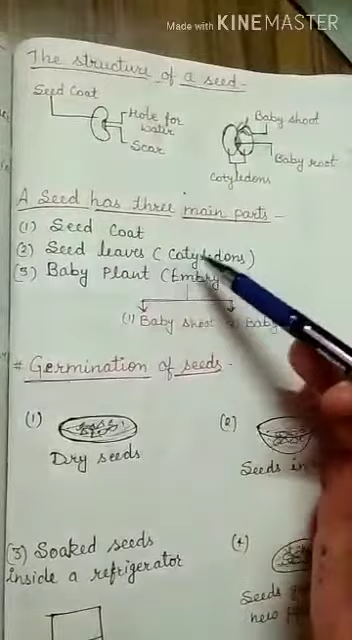 Made with KINEMASTER
The structure of a seed-
Seed Coat
Hole for
water
Scar
Baby shoot
Baby root
Cotyledons
A Seed has three main parts-
(1) Seed Coat
(2) Seed leaves (Cotyledons)
(3) Baby Plant (Embry
(1) Baby shoot Baby
# Germination of seeds-
(1)
Dry seeds
(2)
Seeds in
(3) Soaked seeds
inside a refrigerator
(4)
Seeds
new